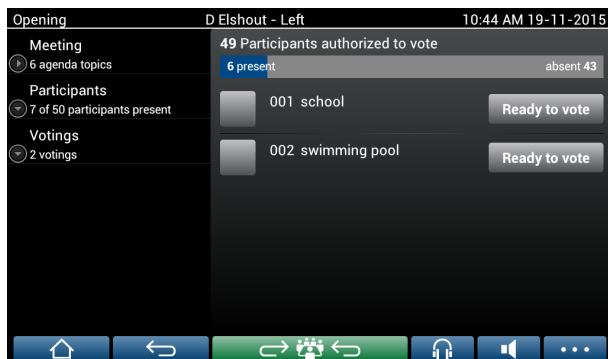 Opening D Elshout - Left 10:44 AM 19-11-2015
Meeting
6 agenda topics
Participants
7 of 50 participants present
Votings
2 votings
49 Participants authorized to vote
6 present absent 43
001 school Ready to vote
002 swimming pool Ready to vote